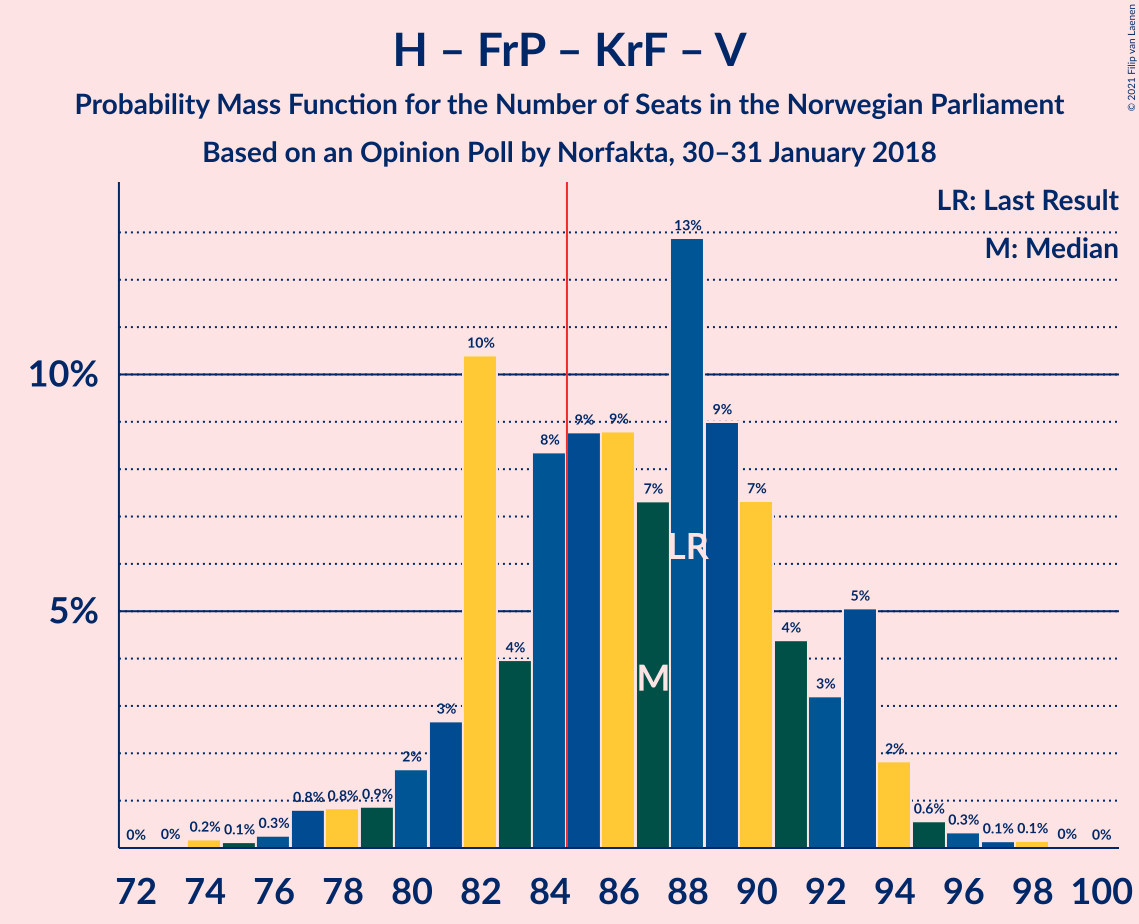 H – FrP – KrF – V
Probability Mass Function for the Number of Seats in the Norwegian Parliament
Based on an Opinion Poll by Norfakta, 30–31 January 2018
© 2021 Filip van Laenen
LR: Last Result
M: Median
10%
5%
0% 0% 0.2% 0.1% 0.3% 0.8% 0.8% 0.9% 2% 3% 10% 4% 8% 9% 9% 7% 13% 9% 7% 4% 3% 5% 2% 0.6% 0.3% 0.1% 0.1% 0% 0%
LR
M
72 74 76 78 80 82 84 86 88 90 92 94 96 98 100